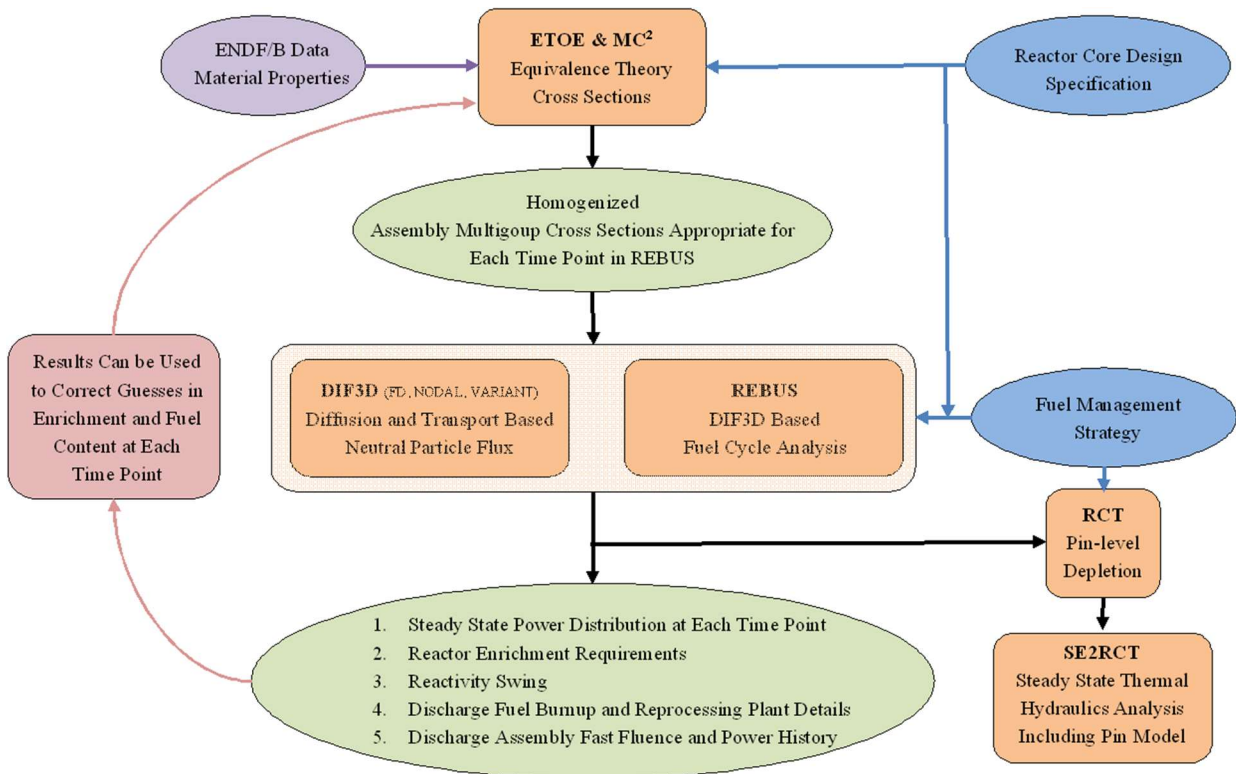 ENDF/B Data
Material Properties
ETOE & MC²
Equivalence Theory
Cross Sections
Reactor Core Design
Specification
Homogenized
Assembly Multigoup Cross Sections Appropriate for
Each Time Point in REBUS
Results Can be Used
to Correct Guesses in
Enrichment and Fuel
Content at Each
Time Point
DIF3D (FD, NODAL, VARIANT)
Diffusion and Transport Based
Neutral Particle Flux
REBUS
DIF3D Based
Fuel Cycle Analysis
Fuel Management
Strategy
RCT
Pin-level
Depletion
1. Steady State Power Distribution at Each Time Point
2. Reactor Enrichment Requirements
3. Reactivity Swing
4. Discharge Fuel Burnup and Reprocessing Plant Details
5. Discharge Assembly Fast Fluence and Power History
SE2RCT
Steady State Thermal
Hydraulics Analysis
Including Pin Model